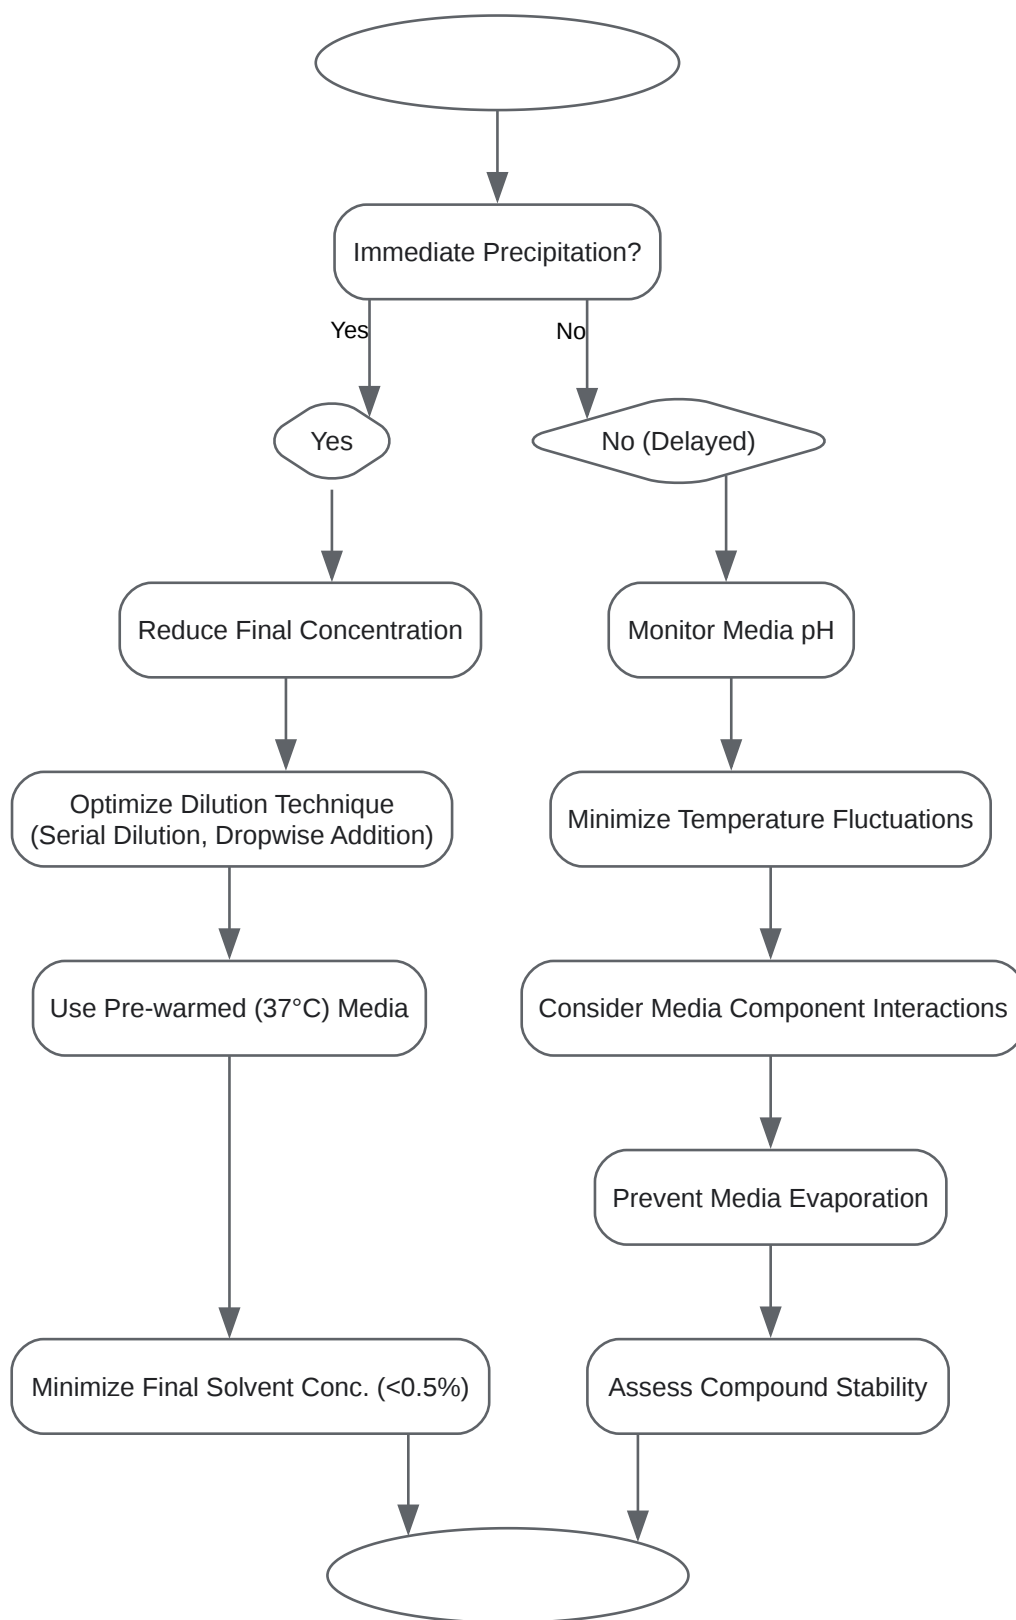 Immediate Precipitation?
Yes
No
Yes
No (Delayed)
Reduce Final Concentration
Monitor Media pH
Optimize Dilution Technique
(Serial Dilution, Dropwise Addition)
Minimize Temperature Fluctuations
Use Pre-warmed (37°C) Media
Consider Media Component Interactions
Prevent Media Evaporation
Minimize Final Solvent Conc. (<0.5%)
Assess Compound Stability